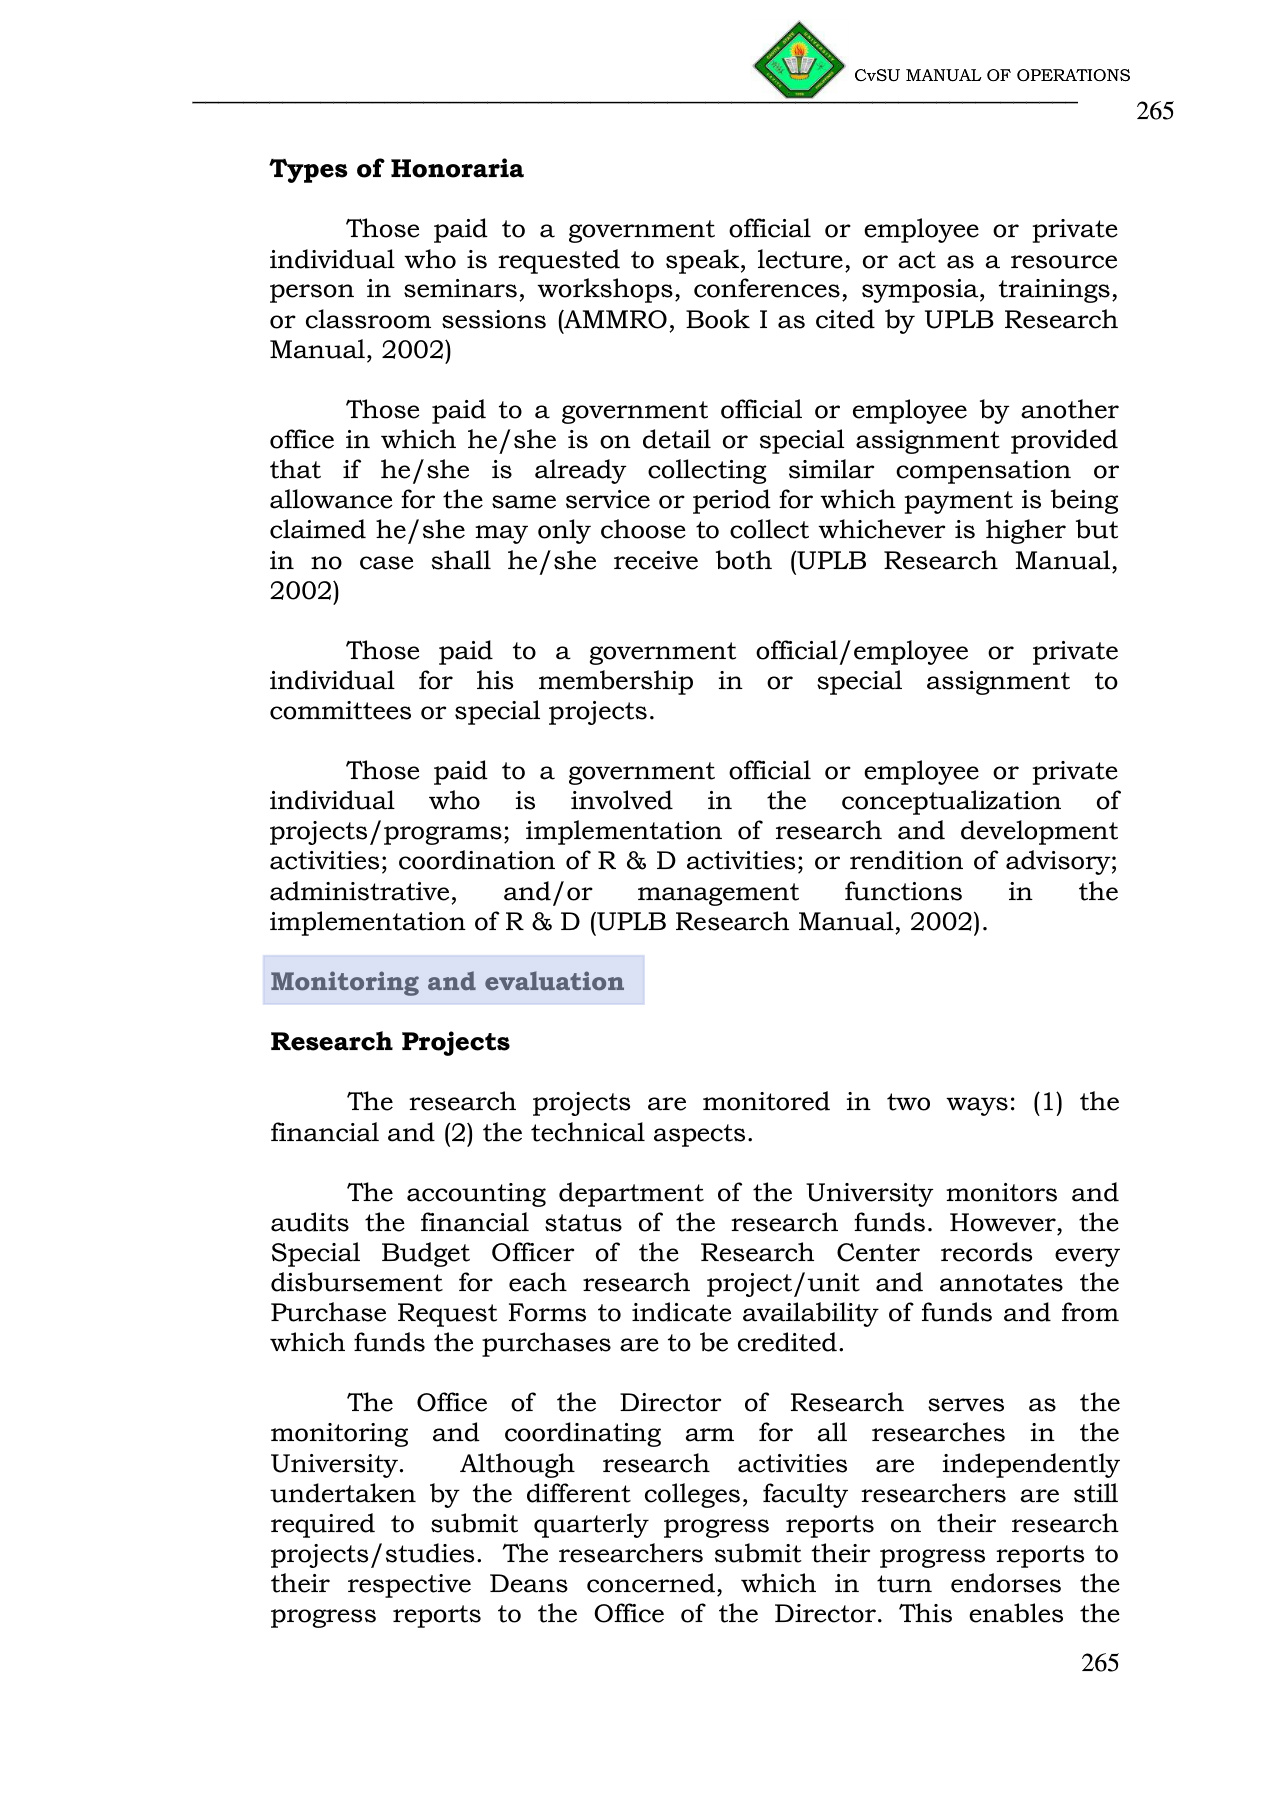 CvSU MANUAL OF OPERATIONS
265
Types of Honoraria
Those paid to a government official or employee or private
individual who is requested to speak, lecture, or act as a resource
person in seminars, workshops, conferences, symposia, trainings,
or classroom sessions (AMMRO, Book I as cited by UPLB Research
Manual, 2002)
Those paid to a government official or employee by another
office in which he/she is on detail or special assignment provided
that if he/she is already collecting similar compensation or
allowance for the same service or period for which payment is being
claimed he/she may only choose to collect whichever is higher but
in no case shall he/she receive both (UPLB Research Manual,
2002)
Those paid to a government official/employee or private
individual for his membership in or special assignment to
committees or special projects.
Those paid to a government official or employee or private
individual who is involved in the conceptualization of
projects/programs; implementation of research and development
activities; coordination of R & D activities; or rendition of advisory;
administrative, and/or management functions in the
implementation of R & D (UPLB Research Manual, 2002).
Monitoring and evaluation
Research Projects
The research projects are monitored in two ways: (1) the
financial and (2) the technical aspects.
The accounting department of the University monitors and
audits the financial status of the research funds. However, the
Special Budget Officer of the Research Center records every
disbursement for each research project/unit and annotates the
Purchase Request Forms to indicate availability of funds and from
which funds the purchases are to be credited.
The Office of the Director of Research serves as the
monitoring and coordinating arm for all researches in the
University. Although research activities are independently
undertaken by the different colleges, faculty researchers are still
required to submit quarterly progress reports on their research
projects/studies. The researchers submit their progress reports to
their respective Deans concerned, which in turn endorses the
progress reports to the Office of the Director. This enables the
265